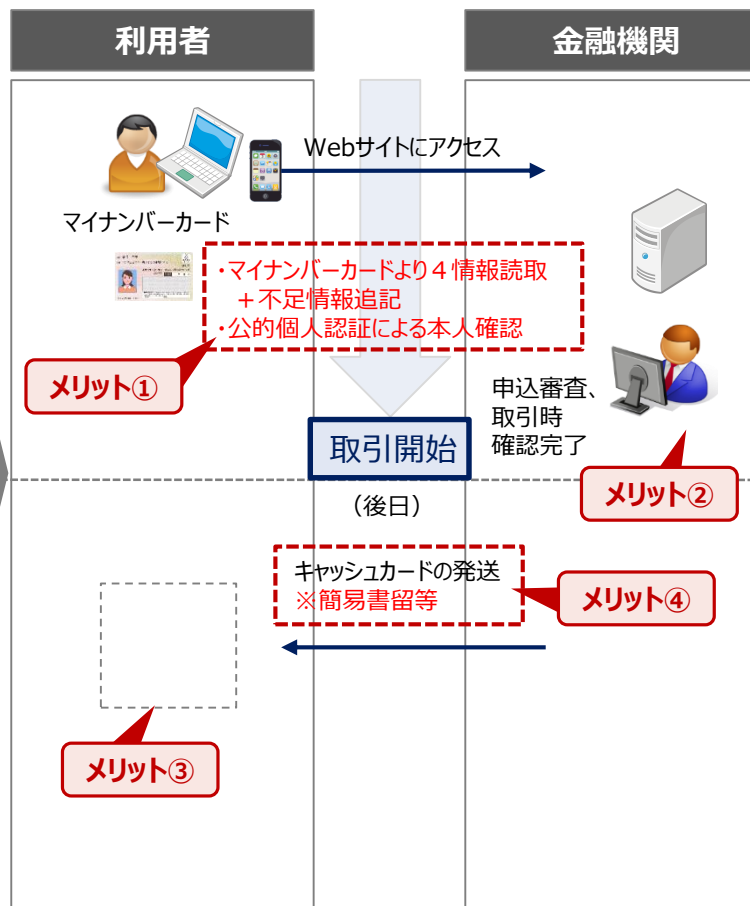 利用者
金融機関
Webサイトにアクセス
マイナンバーカード
・マイナンバーカードより４情報読取
＋不足情報追記
・公的個人認証による本人確認
メリット①
申込審査、
取引時
確認完了
取引開始
メリット②
（後日）
キャッシュカードの発送
※簡易書留等
メリット④
メリット③